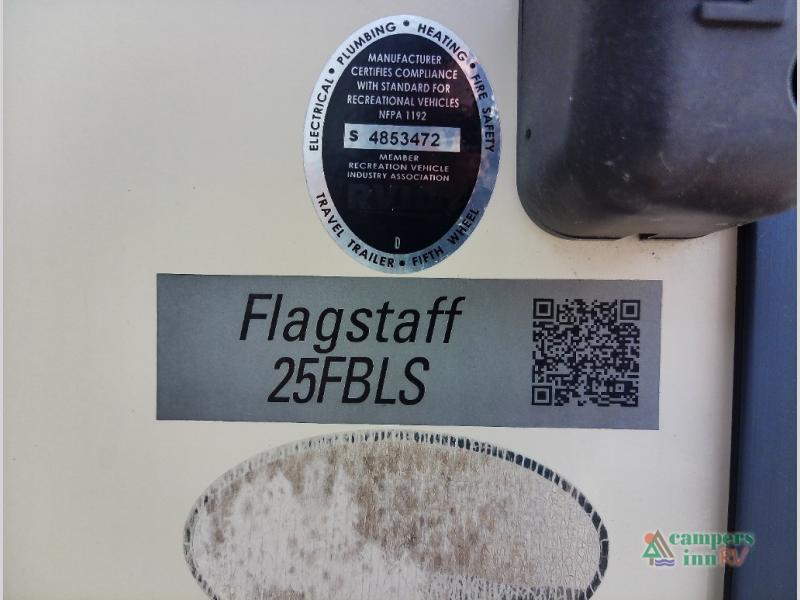 ELECTRICAL • PLUMBING • HEATING • FIRE SAFETY
MANUFACTURER
CERTIFIES COMPLIANCE
WITH STANDARD FOR
RECREATIONAL VEHICLES
NFPA 1192
S 4853472
MEMBER
RECREATION VEHICLE
INDUSTRY ASSOCIATION
RVIA
D
TRAVEL TRAILER • FIFTH WHEEL
Flagstaff
25FBLS
campers
inn RV